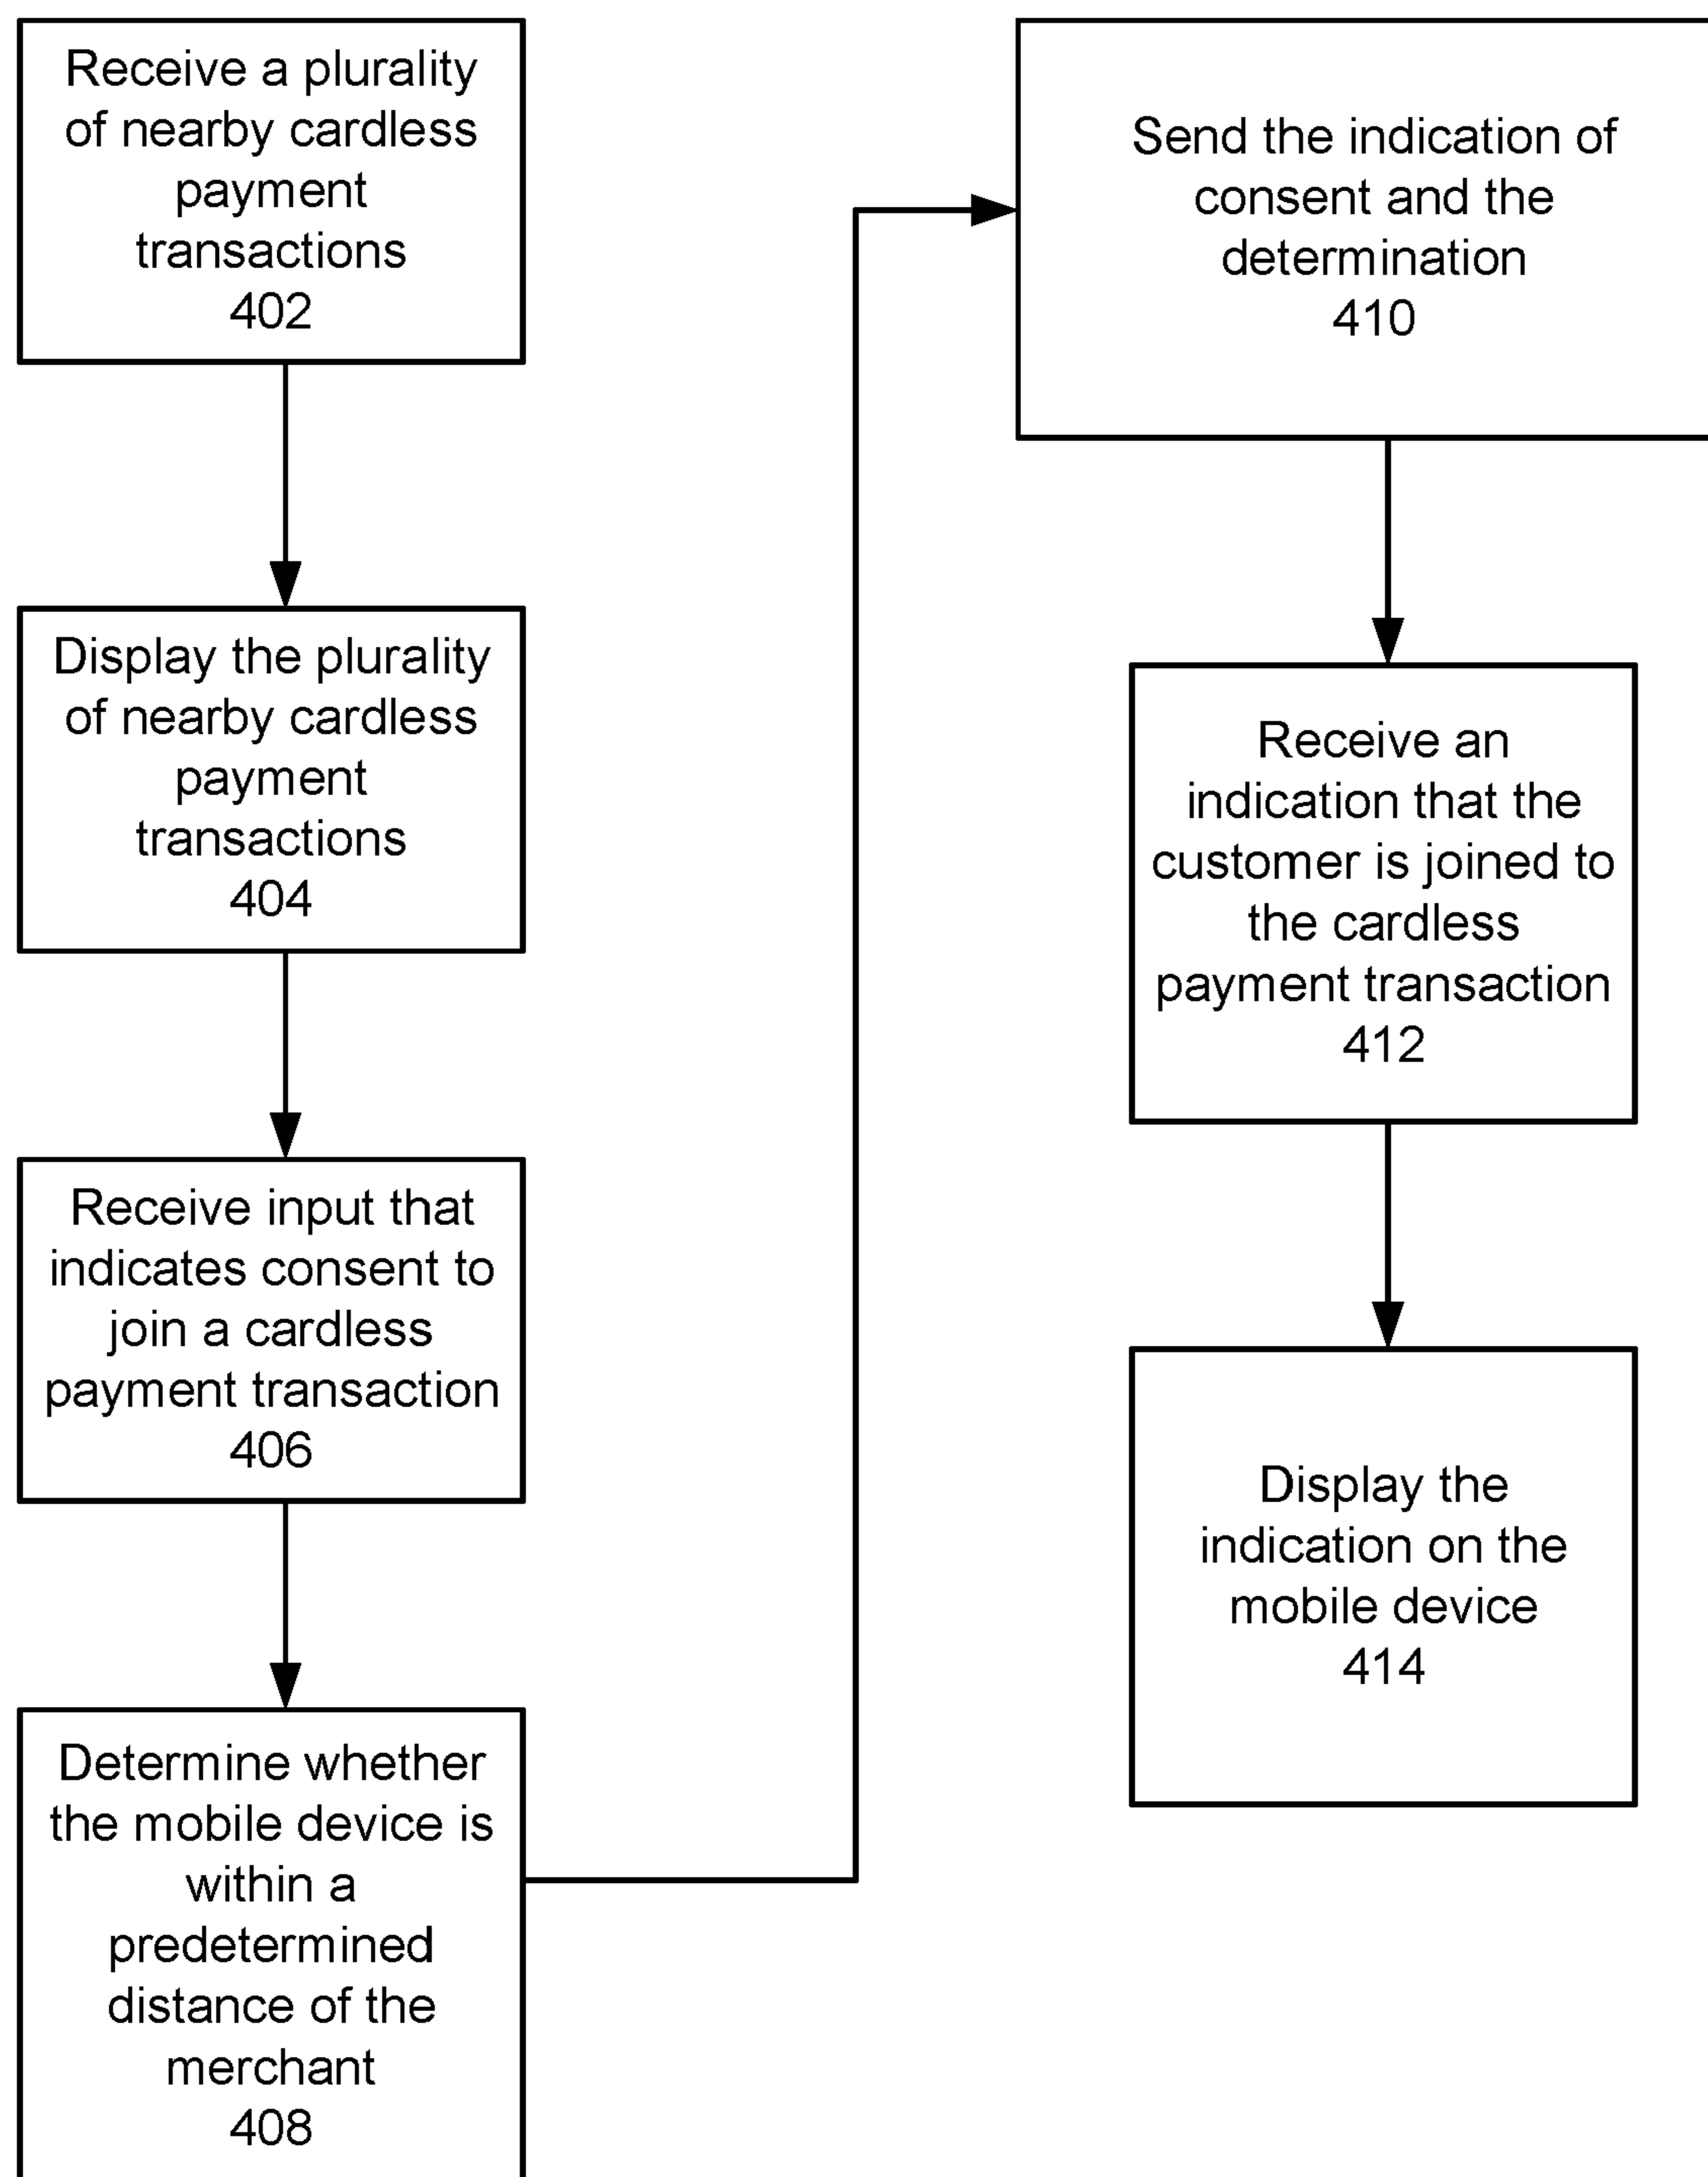 Receive a plurality
of nearby cardless
payment
transactions
402
Display the plurality
of nearby cardless
payment
transactions
404
Receive input that
indicates consent to
join a cardless
payment transaction
406
Determine whether
the mobile device is
within a
predetermined
distance of the
merchant
408
Send the indication of
consent and the
determination
410
Receive an
indication that the
customer is joined to
the cardless
payment transaction
412
Display the
indication on the
mobile device
414